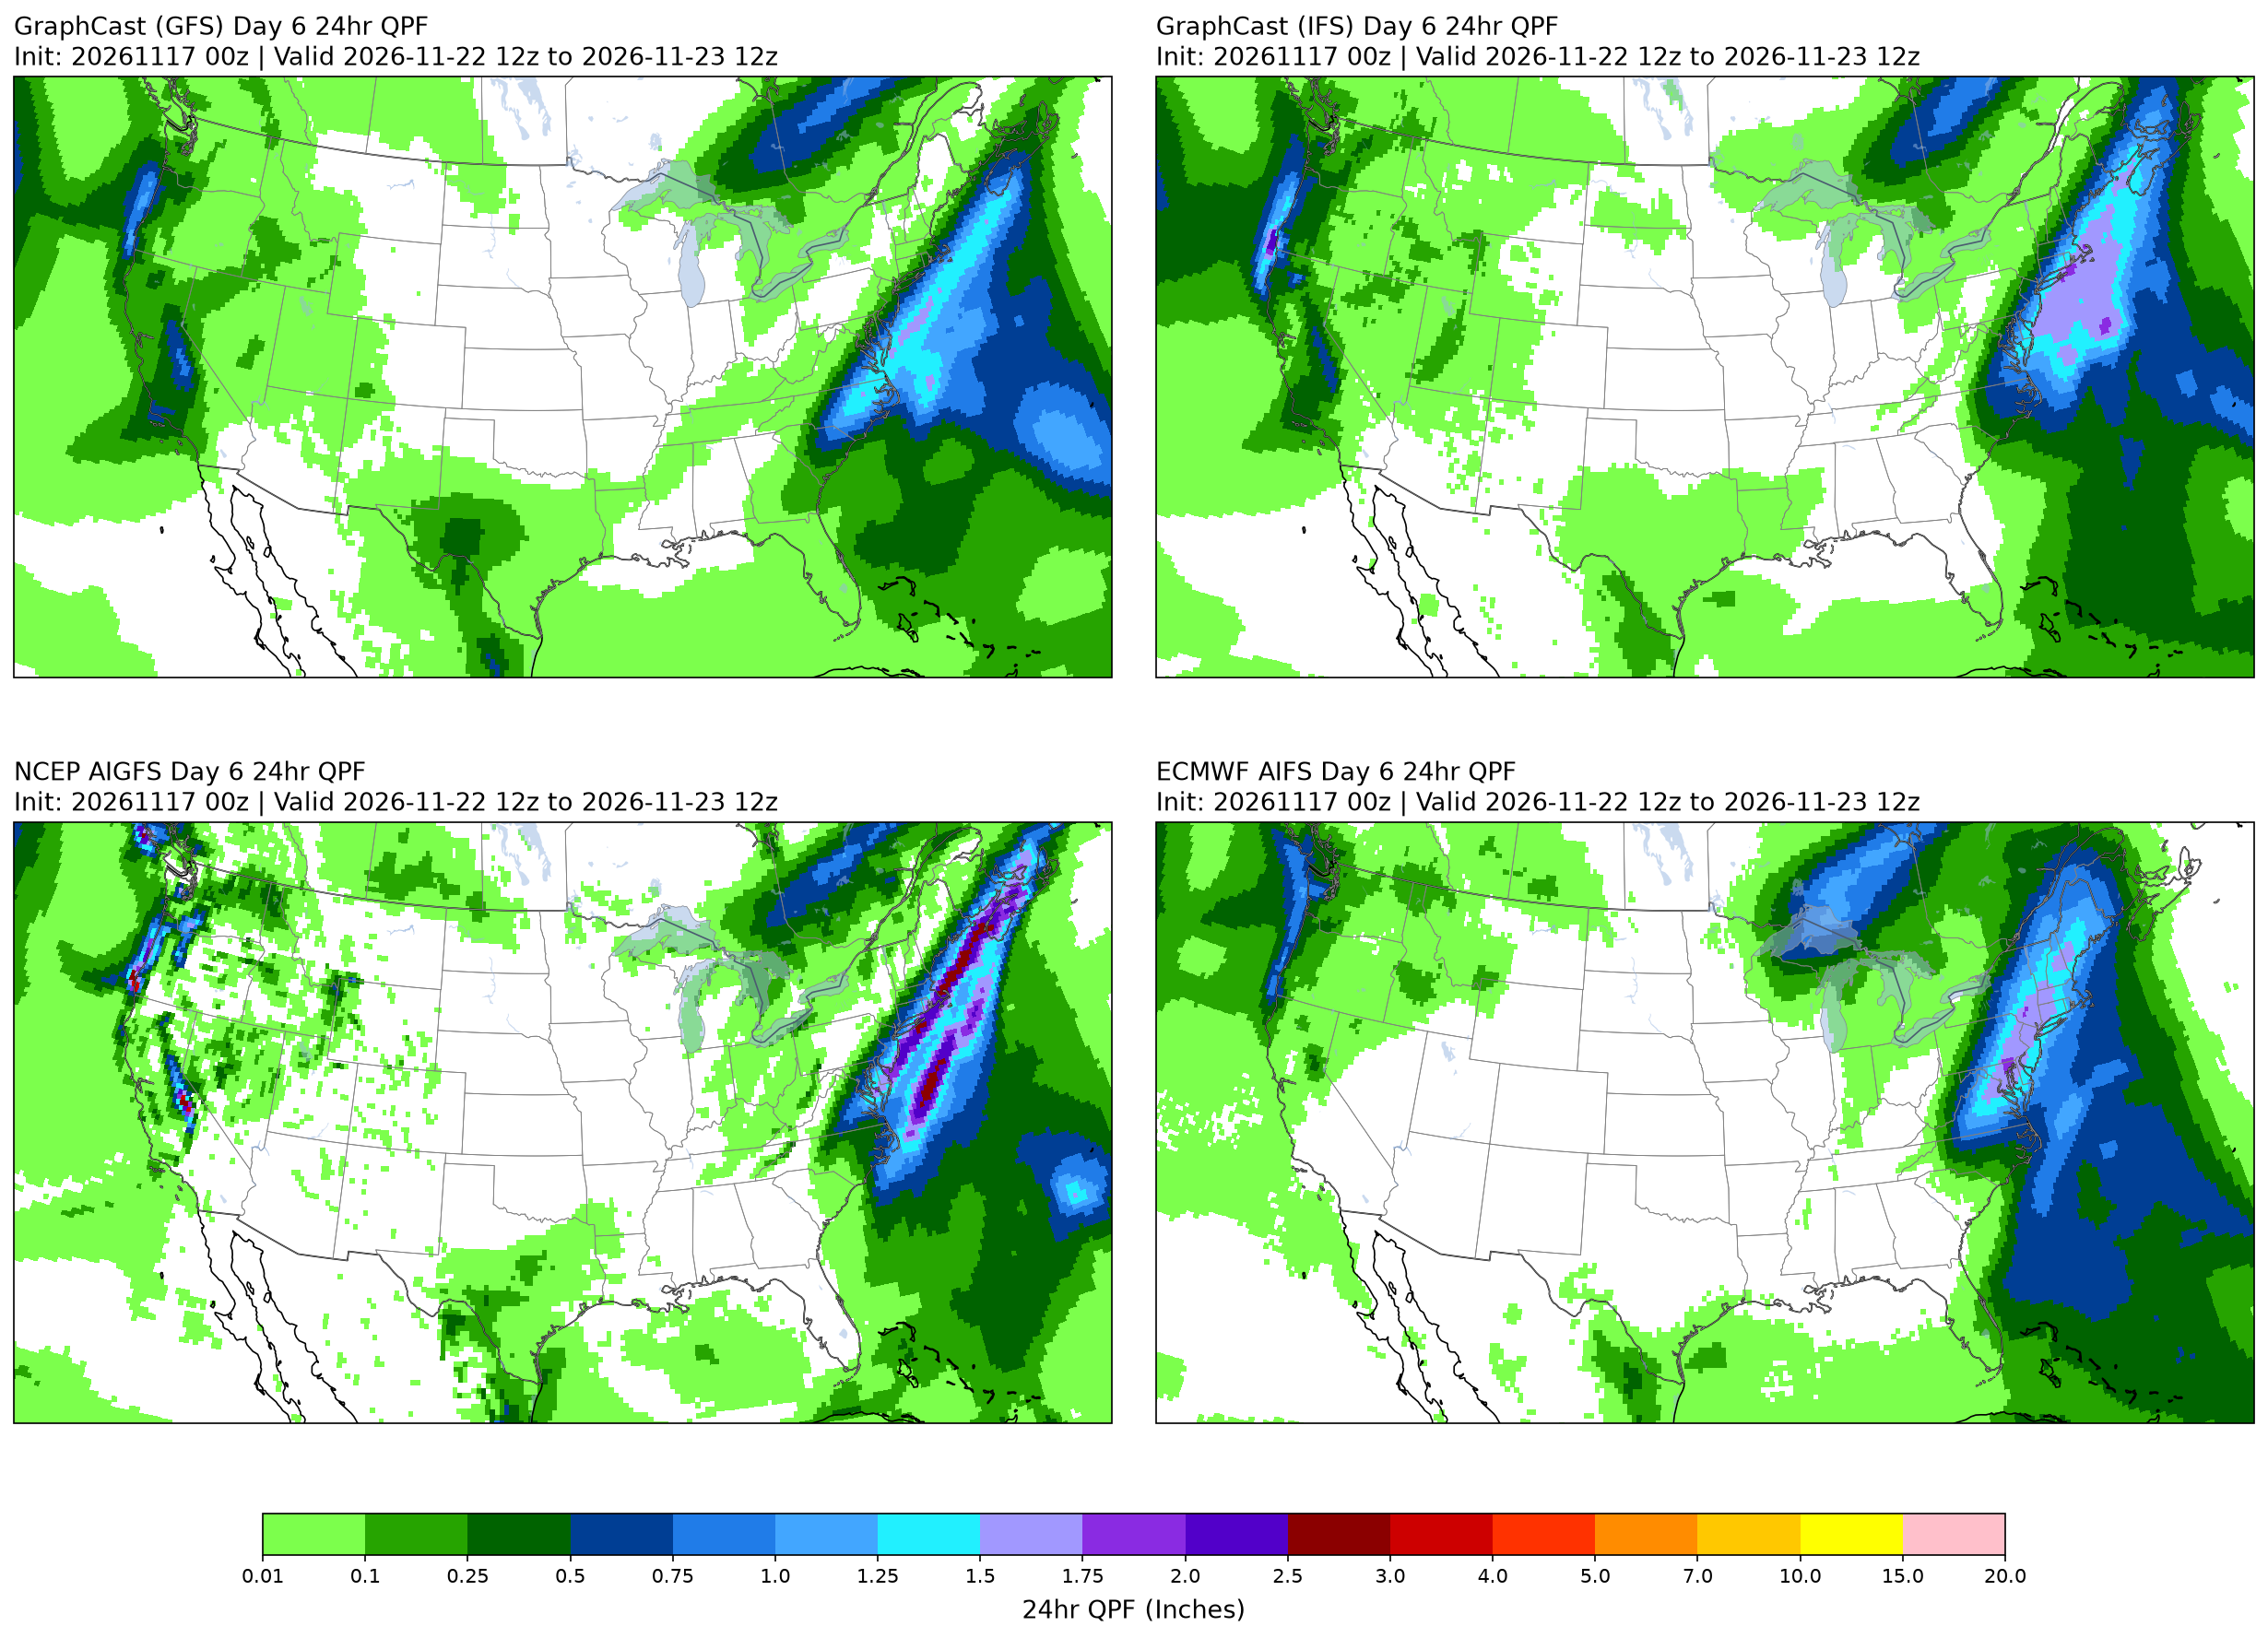 GraphCast (GFS) Day 6 24hr QPF
Init: 20261117 00z | Valid 2026-11-22 12z to 2026-11-23 12z
GraphCast (IFS) Day 6 24hr QPF
Init: 20261117 00z | Valid 2026-11-22 12z to 2026-11-23 12z
NCEP AIGFS Day 6 24hr QPF
Init: 20261117 00z | Valid 2026-11-22 12z to 2026-11-23 12z
ECMWF AIFS Day 6 24hr QPF
Init: 20261117 00z | Valid 2026-11-22 12z to 2026-11-23 12z
0.01 0.1 0.25 0.5 0.75 1.0 1.25 1.5 1.75 2.0 2.5 3.0 4.0 5.0 7.0 10.0 15.0 20.0
24hr QPF (Inches)